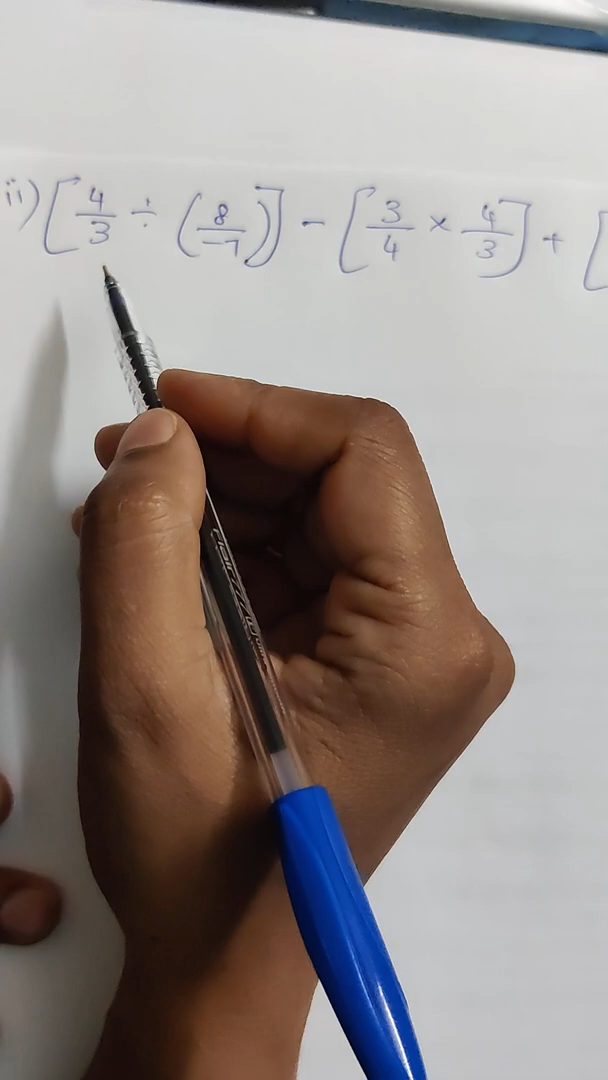 ii) [4/3 ÷ (8/-7)] - [3/4 × 4/3] + [